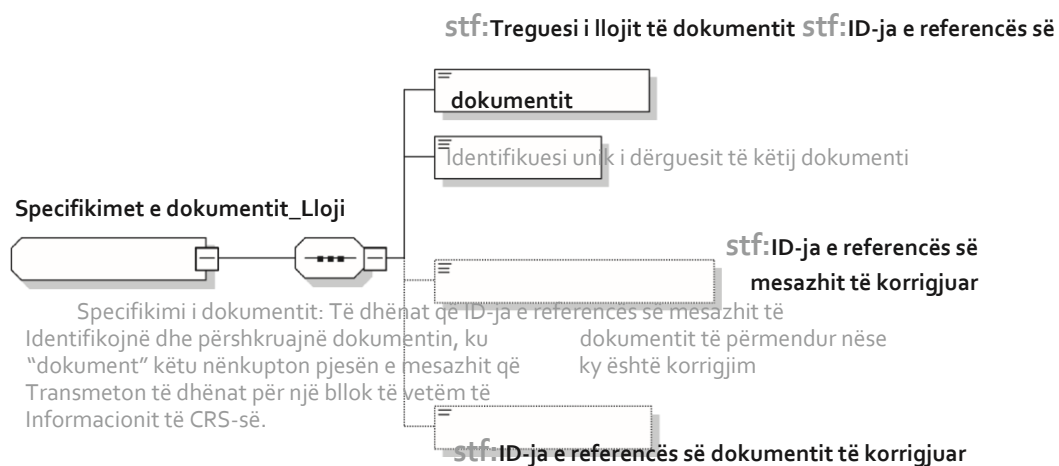 stf:Treguesi i llojit të dokumentit stf:ID-ja e referencës së
dokumentit
Identifikuesi unik i dërguesit të këtij dokumenti
Specifikimet e dokumentit_Lloji
stf:ID-ja e referencës së
mesazhit të korrigjuar
Specifikimi i dokumentit: Të dhënat që ID-ja e referencës së mesazhit të
Identifikojnë dhe përshkruajnë dokumentin, ku dokumentit të përmendur nëse
“dokument” këtu nënkupton pjesën e mesazhit që ky është korrigjim
Transmeton të dhënat për një bllok të vetëm të
Informacionit të CRS-së.
stf:ID-ja e referencës së dokumentit të korrigjuar